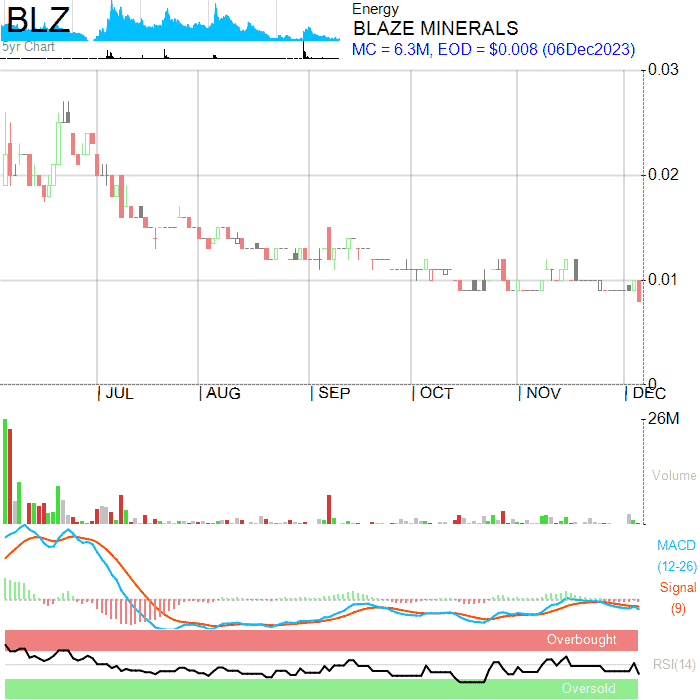 BLZ
5yr Chart
Energy
BLAZE MINERALS
MC = 6.3M, EOD = $0.008 (06Dec2023)
0.03
0.02
0.01
0
JUL AUG SEP OCT NOV DEC
26M
Volume
MACD
(12-26)
Signal
(9)
Overbought
RSI(14)
Oversold